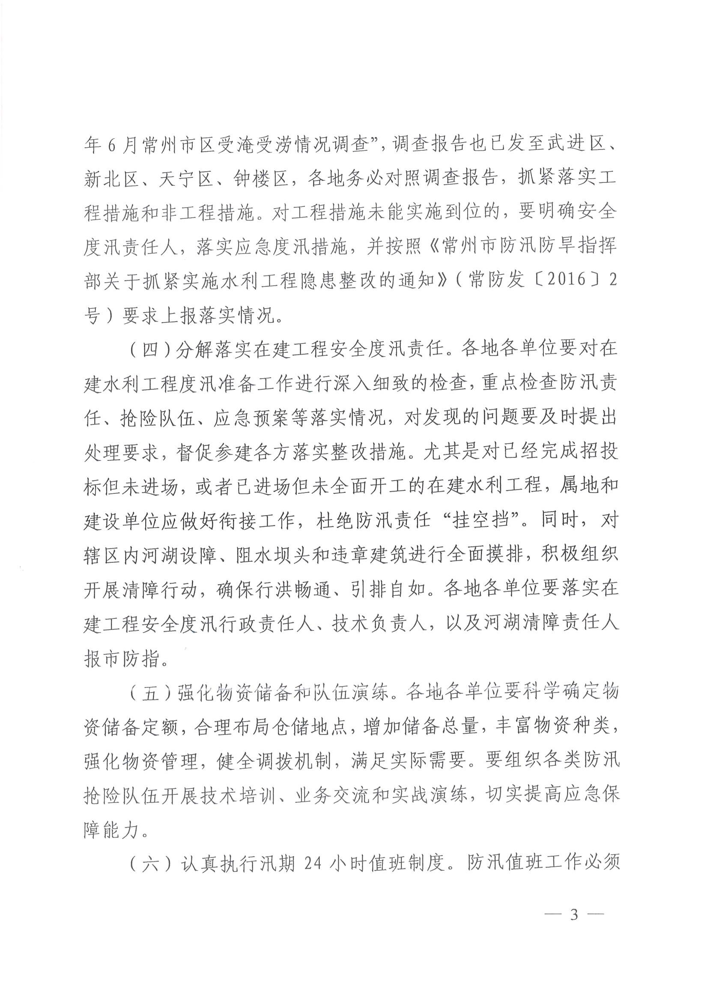 年6月常州市区受淹受涝情况调查”，调查报告也已发至武进区、
新北区、天宁区、钟楼区，各地务必对照调查报告，抓紧落实工
程措施和非工程措施。对工程措施未能实施到位的，要明确安全
度汛责任人，落实应急度汛措施，并按照《常州市防汛防旱指挥
部关于抓紧实施水利工程隐患整改的通知》（常防发〔2016〕2
号）要求上报落实情况。
（四）分解落实在建工程安全度汛责任。各地各单位要对在
建水利工程度汛准备工作进行深入细致的检查，重点检查防汛责
任、抢险队伍、应急预案等落实情况，对发现的问题要及时提出
处理要求，督促参建各方落实整改措施。尤其是对已经完成招投
标但未进场，或者已进场但未全面开工的在建水利工程，属地和
建设单位应做好衔接工作，杜绝防汛责任“挂空挡”。同时，对
辖区内河湖设障、阻水坝头和违章建筑进行全面摸排，积极组织
开展清障行动，确保行洪畅通、引排自如。各地各单位要落实在
建工程安全度汛行政责任人、技术负责人，以及河湖清障责任人
报市防指。
（五）强化物资储备和队伍演练。各地各单位要科学确定物
资储备定额，合理布局仓储地点，增加储备总量，丰富物资种类，
强化物资管理，健全调拨机制，满足实际需要。要组织各类防汛
抢险队伍开展技术培训、业务交流和实战演练，切实提高应急保
障能力。
（六）认真执行汛期24小时值班制度。防汛值班工作必须
— 3 —